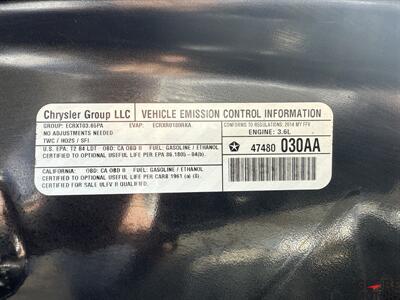 Chrysler Group LLC VEHICLE EMISSION CONTROL INFORMATION
GROUP: ECRXT03.65PA EVAP: ECRXR0180RKA
NO ADJUSTMENTS NEEDED
TWC / HO2S / SFI
CONFORMS TO REGULATIONS: 2014 MY FFV
ENGINE: 3.6L
U.S. EPA: T2 B4 LDT OBD: CA OBD II FUEL: GASOLINE / ETHANOL
CERTIFIED TO OPTIONAL USEFUL LIFE PER EPA 86.1805-04(b).
47480 030AA
CALIFORNIA: OBD: CA OBD II FUEL: GASOLINE / ETHANOL
CERTIFIED TO OPTIONAL USEFUL LIFE PER CARB 1961 (a) (8).
CERTIFIED FOR SALE ULEV II QUALIFIED